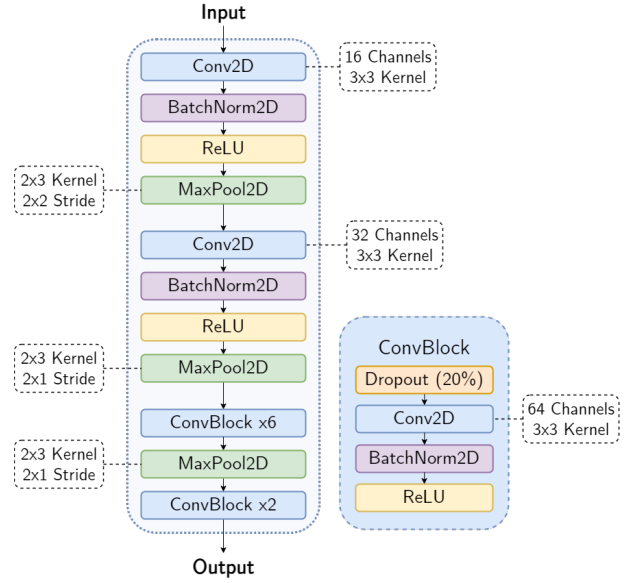 Input
Conv2D
16 Channels
3x3 Kernel
BatchNorm2D
ReLU
2x3 Kernel
2x2 Stride
MaxPool2D
Conv2D
32 Channels
3x3 Kernel
BatchNorm2D
ReLU
2x3 Kernel
2x1 Stride
MaxPool2D
ConvBlock x6
2x3 Kernel
2x1 Stride
MaxPool2D
ConvBlock x2
Output
ConvBlock
Dropout (20%)
Conv2D
64 Channels
3x3 Kernel
BatchNorm2D
ReLU